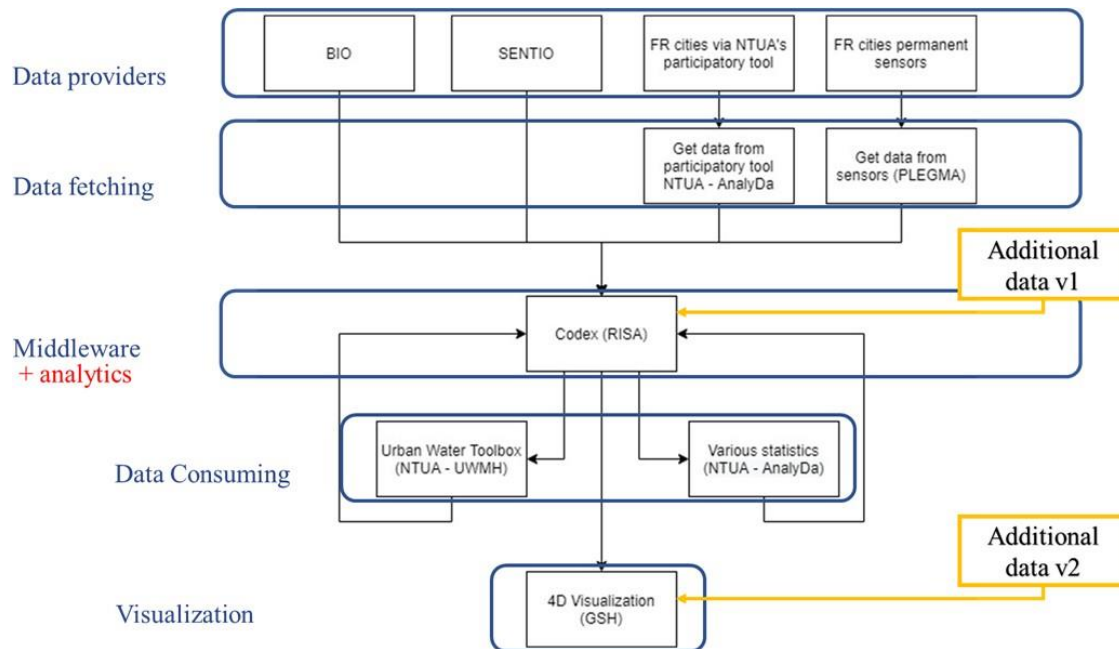 Data providers
BIO
SENTIO
FR cities via NTUA's
participatory tool
FR cities permanent
sensors
Data fetching
Get data from
participatory tool
NTUA - AnalyDa
Get data from
sensors (PLEGMA)
Additional
data v1
Middleware
+ analytics
Codex (RISA)
Data Consuming
Urban Water Toolbox
(NTUA - UWMH)
Various statistics
(NTUA - AnalyDa)
Additional
data v2
Visualization
4D Visualization
(GSH)